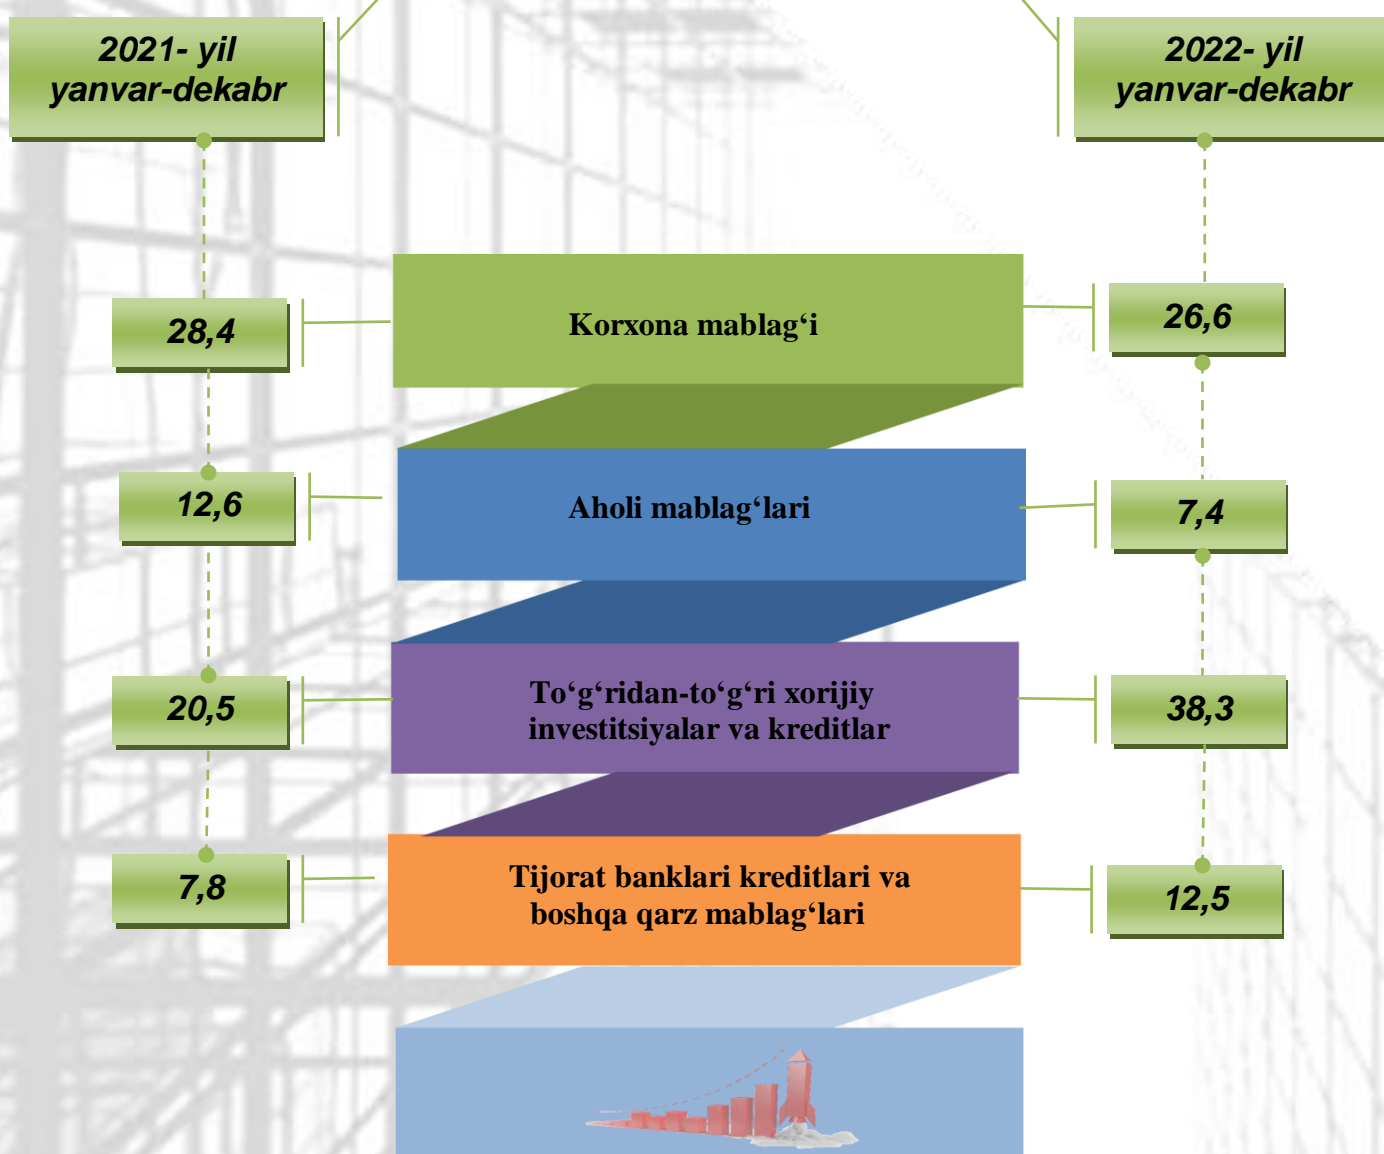 2021- yil
yanvar-dekabr
2022- yil
yanvar-dekabr
28,4
Korxona mablag‘i
26,6
12,6
Aholi mablag‘lari
7,4
20,5
To‘g‘ridan-to‘g‘ri xorijiy
investitsiyalar va kreditlar
38,3
7,8
Tijorat banklari kreditlari va
boshqa qarz mablag‘lari
12,5